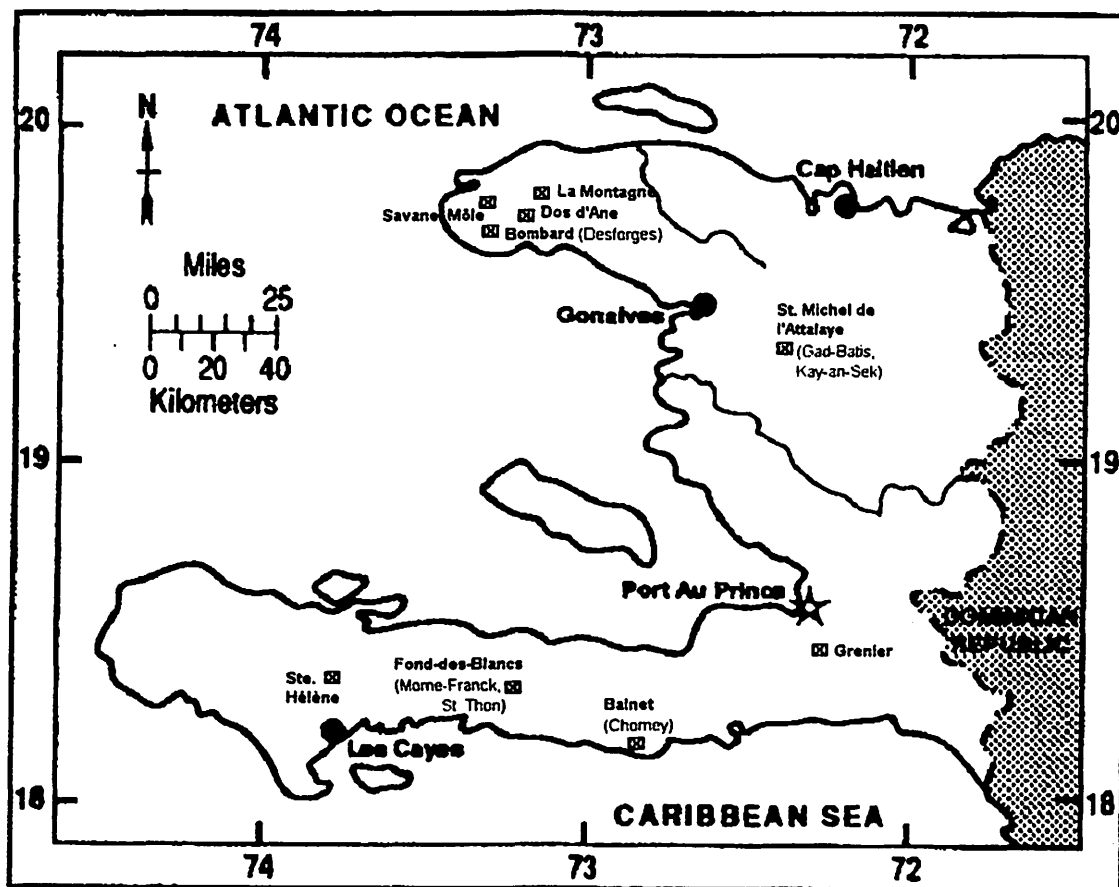 74 73 72
N
ATLANTIC OCEAN
20 20
Cap Haitien
La Montagne
Savane Môle
Dos d'Ane
Bombard (Desforges)
Miles
0 25
0 20 40
Kilometers
Gonaives
St. Michel de
l'Attalaye
(Gad-Batis,
Kay-an-Sek)
19 19
Port Au Prince
DOMINICAN
REPUBLIC
Grenier
Ste.
Hélène
Fond-des-Blancs
(Morne-Franck,
St Thon)
Bainet
(Chomey)
Les Cayes
18 18
CARIBBEAN SEA
74 73 72